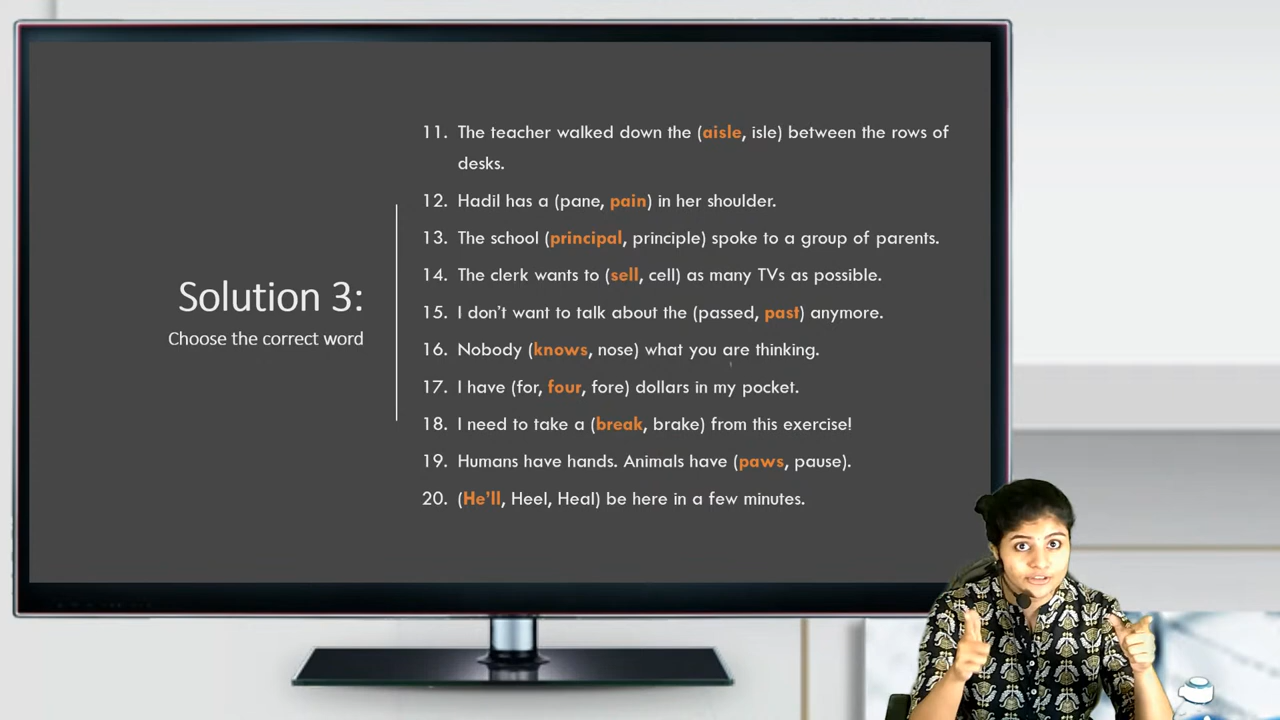 Solution 3:
Choose the correct word
11. The teacher walked down the (aisle, isle) between the rows of
desks.
12. Hadil has a (pane, pain) in her shoulder.
13. The school (principal, principle) spoke to a group of parents.
14. The clerk wants to (sell, cell) as many TVs as possible.
15. I don't want to talk about the (passed, past) anymore.
16. Nobody (knows, nose) what you are thinking.
17. I have (for, four, fore) dollars in my pocket.
18. I need to take a (break, brake) from this exercise!
19. Humans have hands. Animals have (paws, pause).
20. (He'll, Heel, Heal) be here in a few minutes.